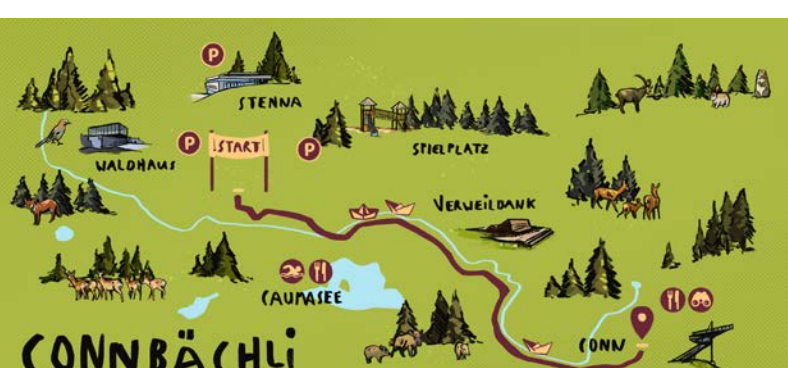 P
STENNA
WALDHAUS
P
START
P
SPIELPLATZ
VERWEILBANK
CAUMASEE
CONN
CONNBÄCHLI